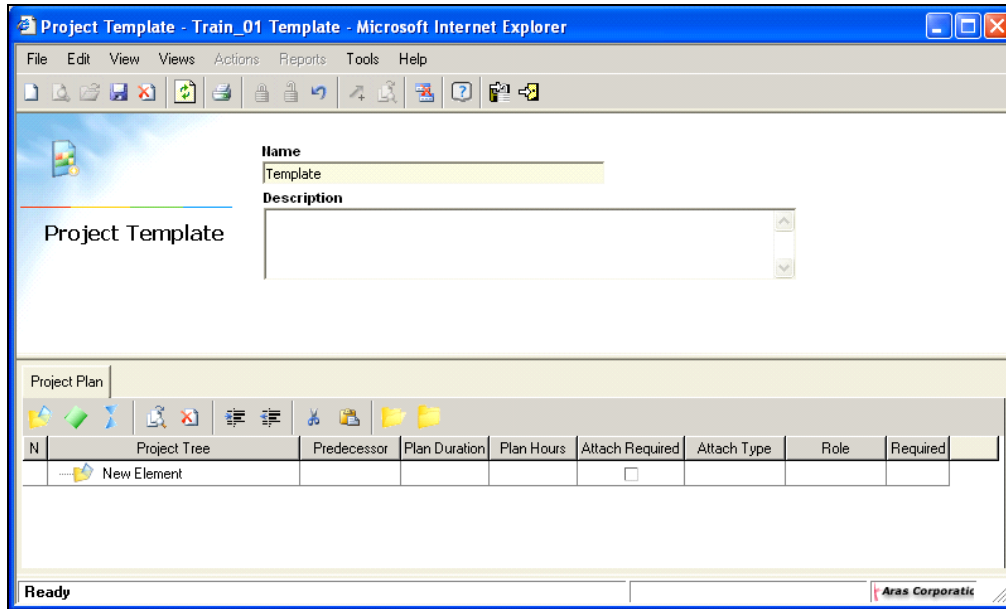 Project Template - Train_01 Template - Microsoft Internet Explorer
File Edit View Views Actions Reports Tools Help
Name
Template
Description
Project Template
Project Plan
N Project Tree Predecessor Plan Duration Plan Hours Attach Required Attach Type Role Required
New Element
Ready Aras Corporatic